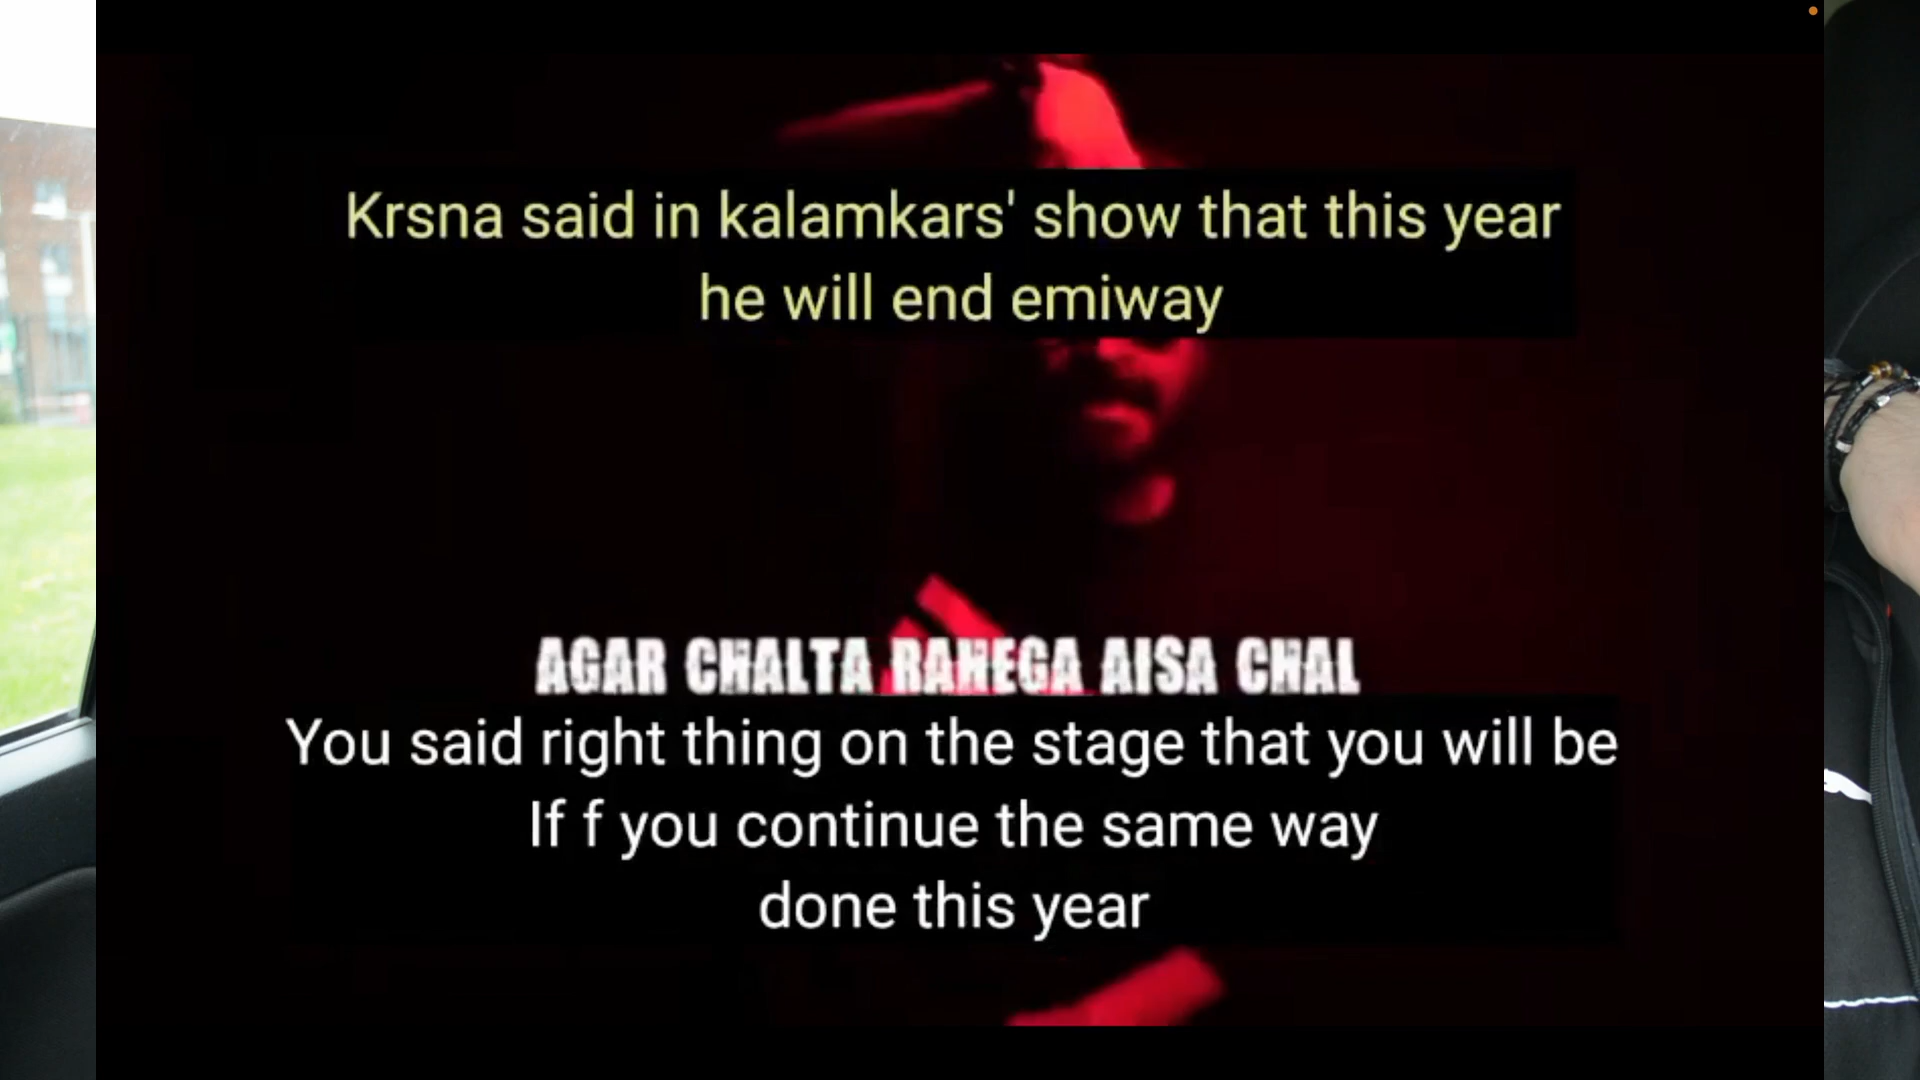 Krsna said in kalamkars' show that this year
he will end emiway
AGAR CHALTA RAHEGA AISA CHAL
You said right thing on the stage that you will be
If f you continue the same way
done this year